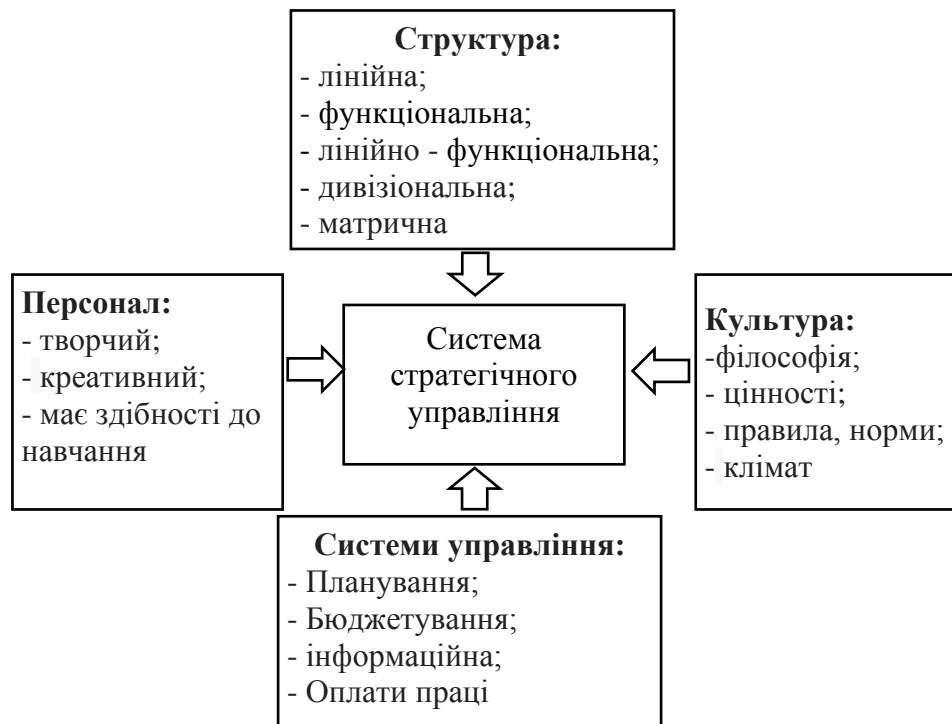 Структура:
- лінійна;
- функціональна;
- лінійно - функціональна;
- дивізіональна;
- матрична
Персонал:
- творчий;
- креативний;
- має здібності до
навчання
Система
стратегічного
управління
Культура:
-філософія;
- цінності;
- правила, норми;
- клімат
Системи управління:
- Планування;
- Бюджетування;
- інформаційна;
- Оплати праці